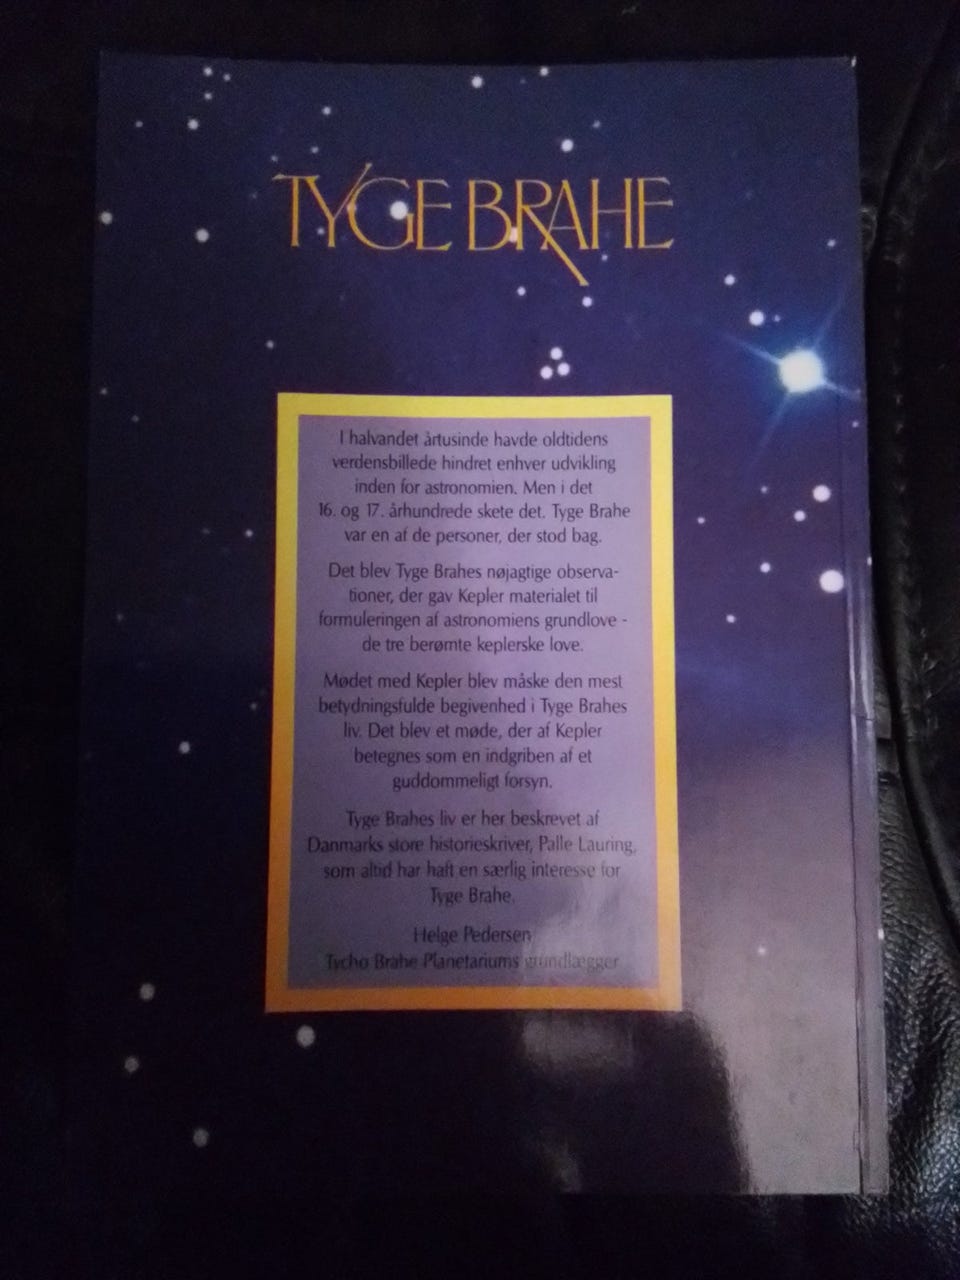 TYGE BRAHE
I halvandet årtusinde havde oldtidens
verdensbillede hindret enhver udvikling
inden for astronomien. Men i det
16. og 17. århundrede skete det. Tyge Brahe
var en af de personer, der stod bag.
Det blev Tyge Brahes nøjagtige observa-
tioner, der gav Kepler materialet til
formuleringen af astronomiens grundlove -
de tre berømte keplerske love.
Mødet med Kepler blev måske den mest
betydningsfulde begivenhed i Tyge Brahes
liv. Det blev et møde, der af Kepler
betegnes som en indgriben af et
guddommeligt forsyn.
Tyge Brahes liv er her beskrevet af
Danmarks store historieskriver, Palle Lauring,
som altid har haft en særlig interesse for
Tyge Brahe.
Helge Pedersen
Tycho Brahe Planetariums grundlægger